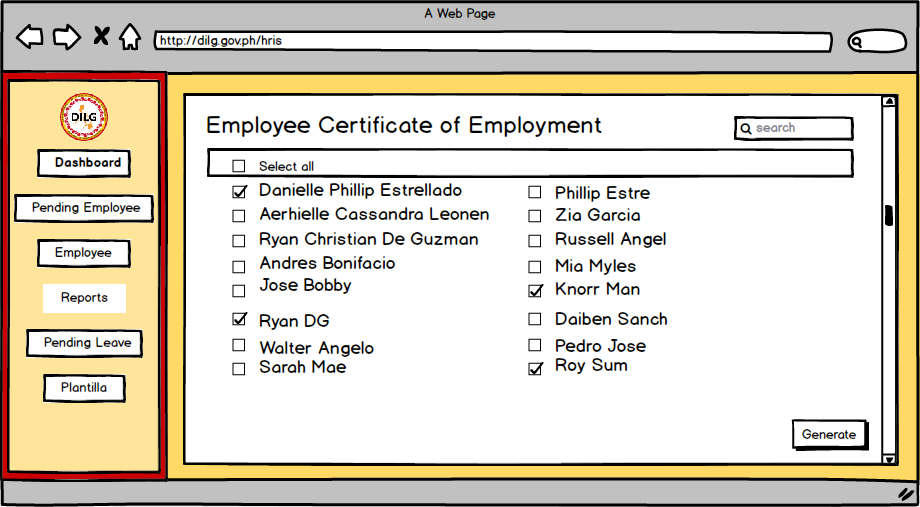 A Web Page
http://dilg.gov.ph/hris
DILG
Dashboard
Pending Employee
Employee
Reports
Pending Leave
Plantilla
Employee Certificate of Employment
search
Select all
Danielle Phillip Estrellado
Aerhielle Cassandra Leonen
Ryan Christian De Guzman
Andres Bonifacio
Jose Bobby
Ryan DG
Walter Angelo
Sarah Mae
Phillip Estre
Zia Garcia
Russell Angel
Mia Myles
Knorr Man
Daiben Sanch
Pedro Jose
Roy Sum
Generate